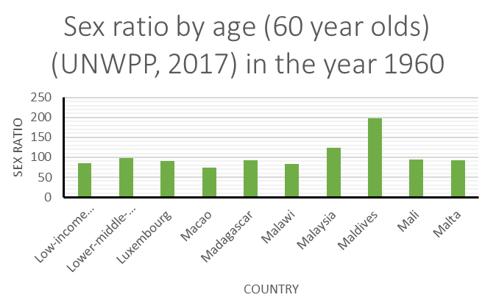 Sex ratio by age (60 year olds)
(UNWPP, 2017) in the year 1960
SEX RATIO
250
200
150
100
50
0
Low-income...
Lower-middle-...
Luxembourg
Macao
Madagascar
Malawi
Malaysia
Maldives
Mali
Malta
COUNTRY